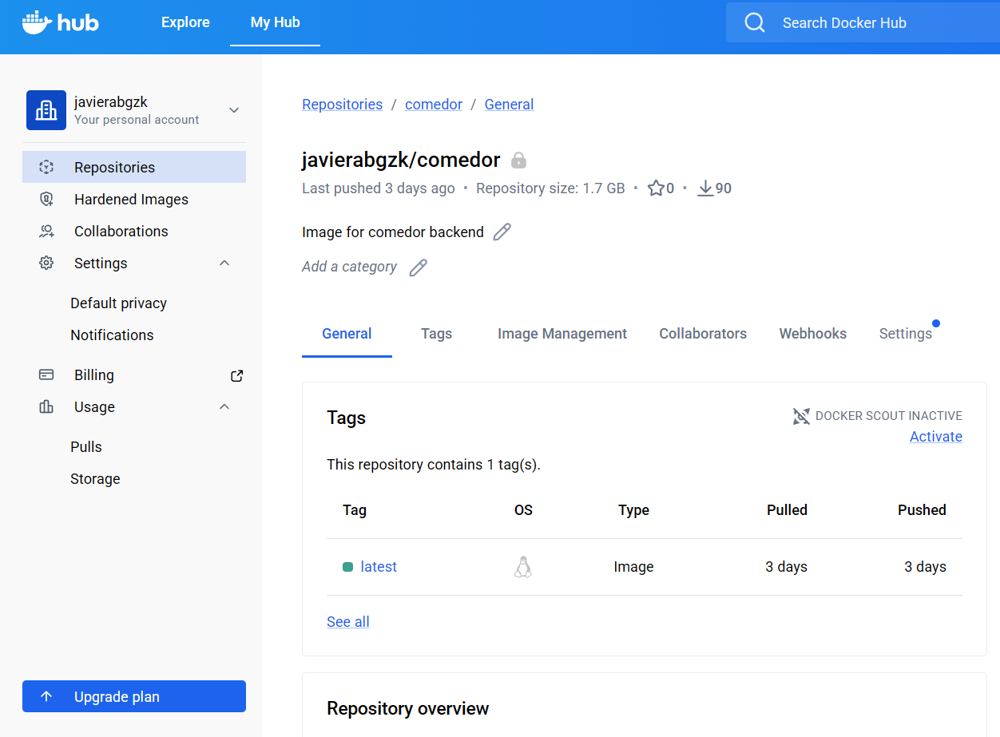 hub Explore My Hub Search Docker Hub
javierabgzk
Your personal account
Repositories
Hardened Images
Collaborations
Settings
Default privacy
Notifications
Billing
Usage
Pulls
Storage
Upgrade plan
Repositories / comedor / General
javierabgzk/comedor
Last pushed 3 days ago • Repository size: 1.7 GB • 0 • 90
Image for comedor backend
Add a category
General Tags Image Management Collaborators Webhooks Settings
Tags
DOCKER SCOUT INACTIVE
Activate
This repository contains 1 tag(s).
Tag OS Type Pulled Pushed
latest Image 3 days 3 days
See all
Repository overview